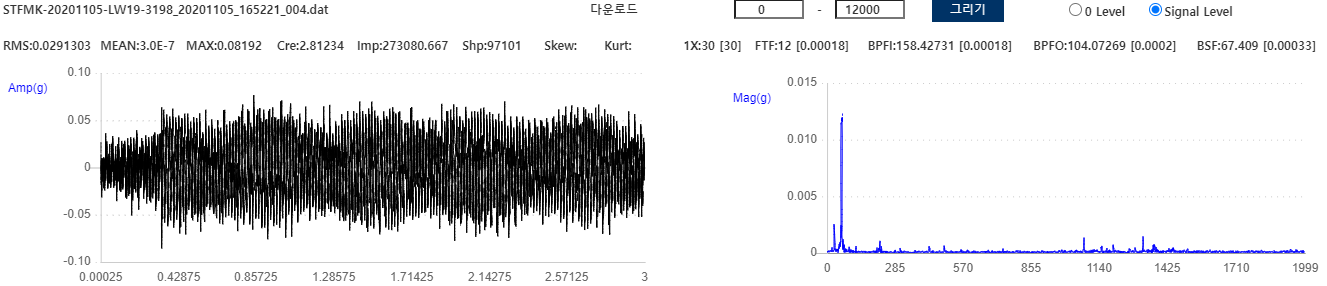 STFMK-20201105-LW19-3198_20201105_165221_004.dat 다운로드 0 - 12000 그리기 0 Level Signal Level
RMS:0.0291303 MEAN:3.0E-7 MAX:0.08192 Cre:2.81234 Imp:273080.667 Shp:97101 Skew: Kurt: 1X:30 [30] FTF:12 [0.00018] BPFI:158.42731 [0.00018] BPFO:104.07269 [0.0002] BSF:67.409 [0.00033]
Amp(g)
0.10
0.05
0
-0.05
-0.10
0.00025 0.42875 0.85725 1.28575 1.71425 2.14275 2.57125 3
Mag(g)
0.015
0.010
0.005
0
0 285 570 855 1140 1425 1710 1999